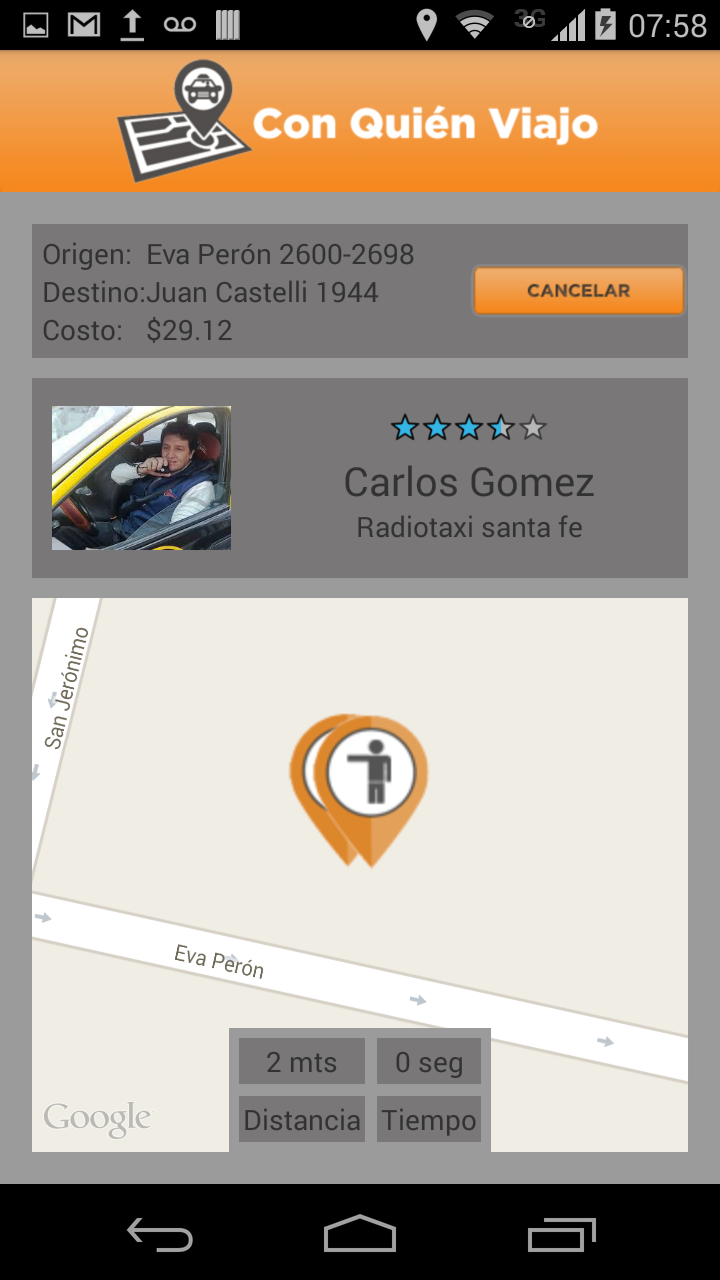 3G 07:58
Con Quién Viajo
Origen: Eva Perón 2600-2698
Destino:Juan Castelli 1944
Costo: $29.12
CANCELAR
Carlos Gomez
Radiotaxi santa fe
San Jerónimo
Eva Perón
2 mts 0 seg
Distancia Tiempo
Google